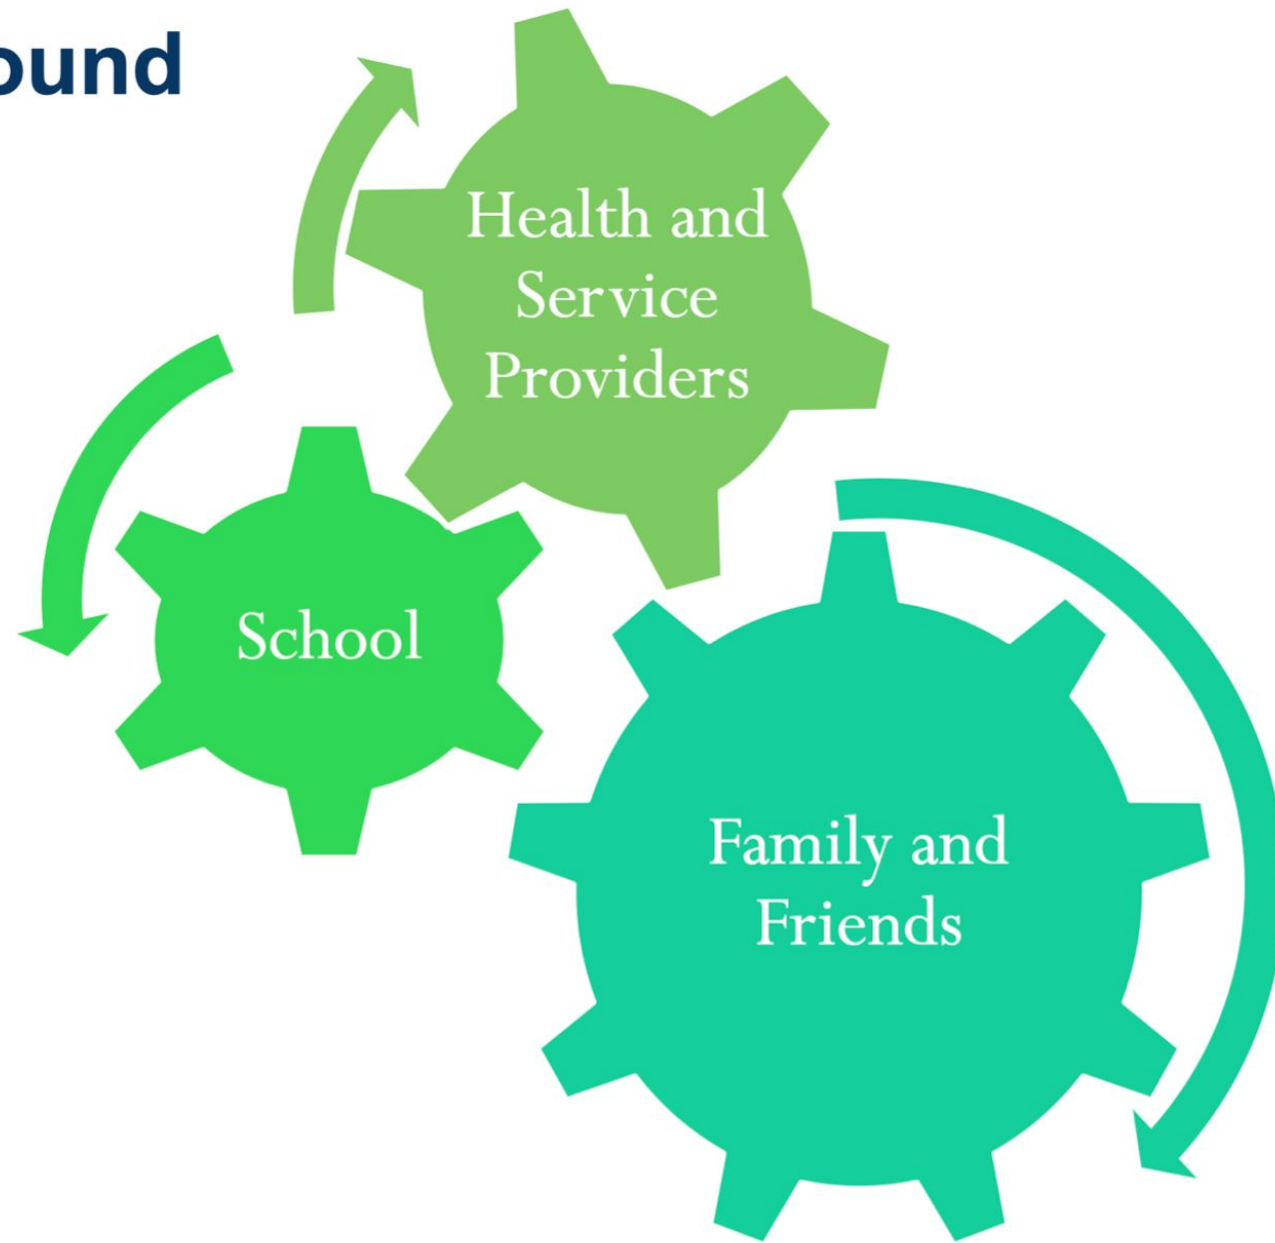 ound
Health and
Service
Providers
School
Family and
Friends